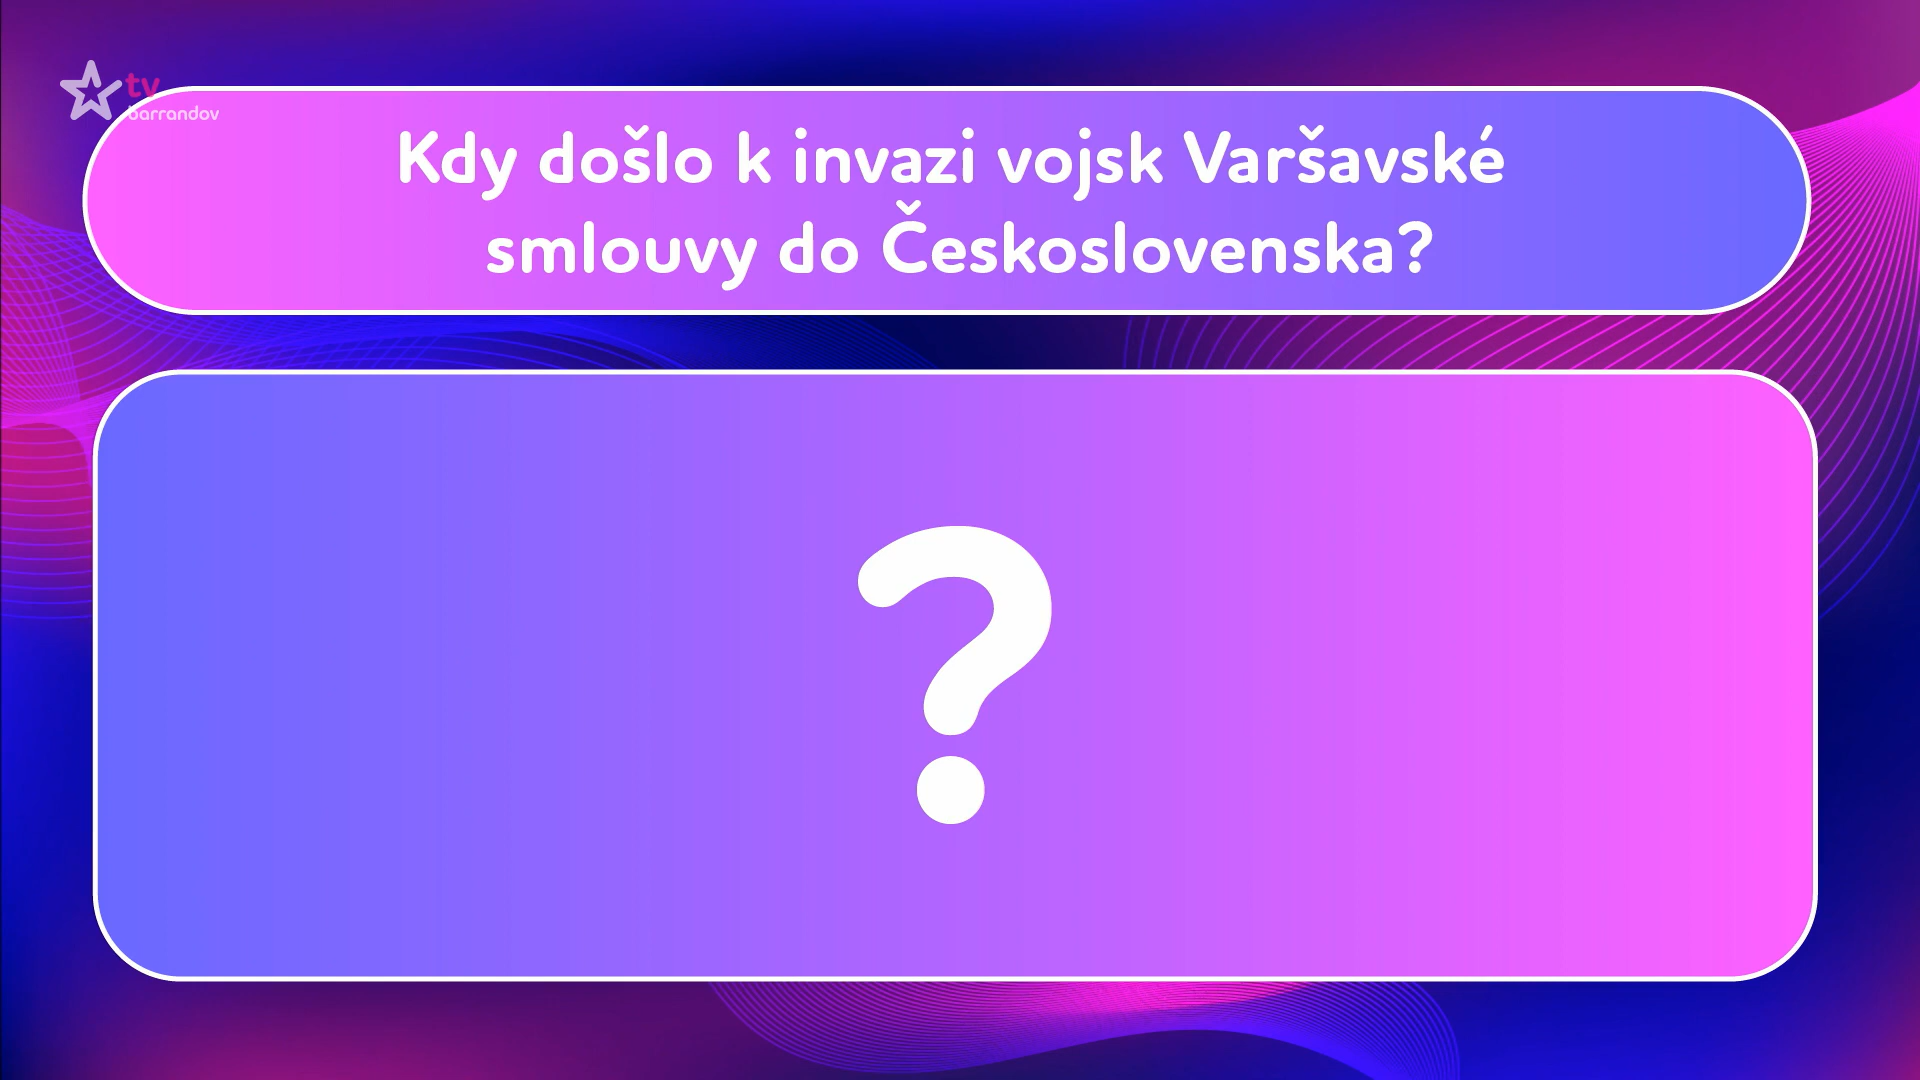 tv
barrandov
Kdy došlo k invazi vojsk Varšavské
smlouvy do Československa?
?